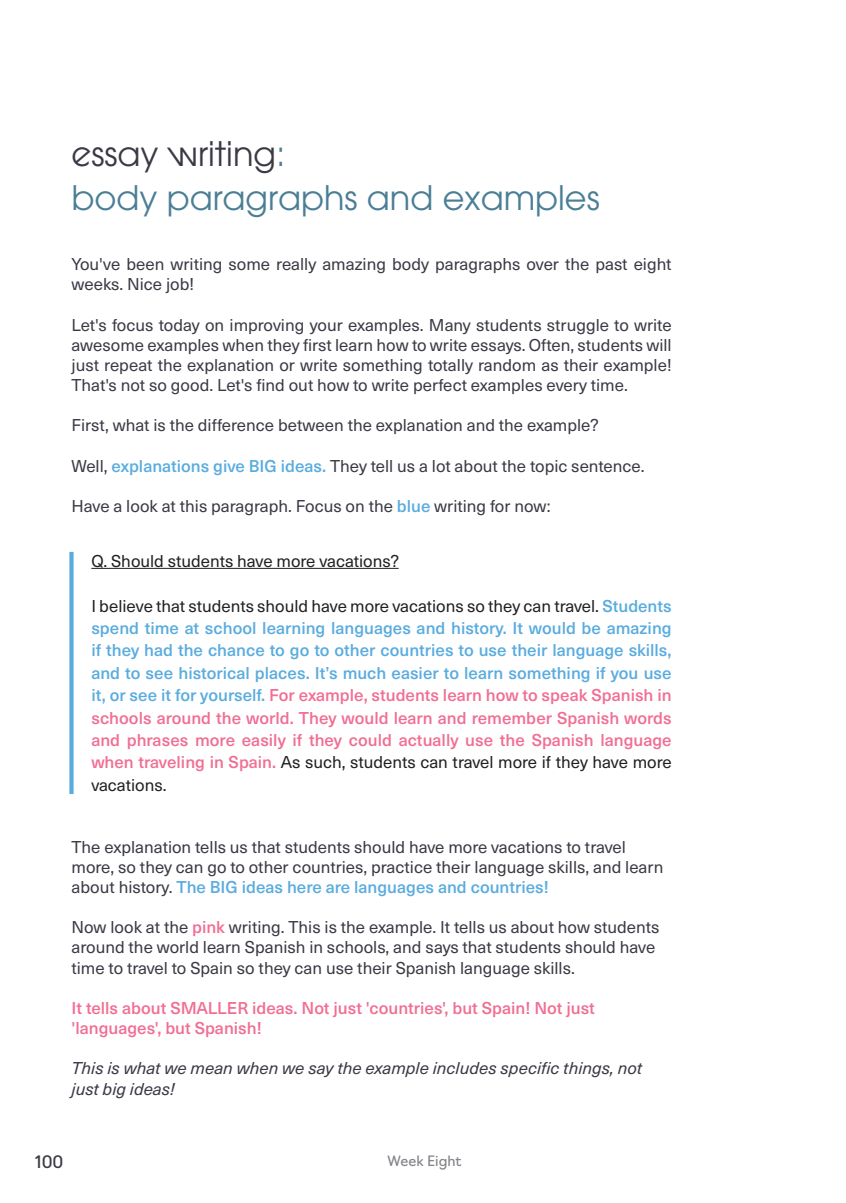 essay writing:
body paragraphs and examples
You've been writing some really amazing body paragraphs over the past eight
weeks. Nice job!
Let's focus today on improving your examples. Many students struggle to write
awesome examples when they first learn how to write essays. Often, students will
just repeat the explanation or write something totally random as their example!
That's not so good. Let's find out how to write perfect examples every time.
First, what is the difference between the explanation and the example?
Well, explanations give BIG ideas. They tell us a lot about the topic sentence.
Have a look at this paragraph. Focus on the blue writing for now:
Q. Should students have more vacations?
I believe that students should have more vacations so they can travel. Students
spend time at school learning languages and history. It would be amazing
if they had the chance to go to other countries to use their language skills,
and to see historical places. It's much easier to learn something if you use
it, or see it for yourself. For example, students learn how to speak Spanish in
schools around the world. They would learn and remember Spanish words
and phrases more easily if they could actually use the Spanish language
when traveling in Spain. As such, students can travel more if they have more
vacations.
The explanation tells us that students should have more vacations to travel
more, so they can go to other countries, practice their language skills, and learn
about history. The BIG ideas here are languages and countries!
Now look at the pink writing. This is the example. It tells us about how students
around the world learn Spanish in schools, and says that students should have
time to travel to Spain so they can use their Spanish language skills.
It tells about SMALLER ideas. Not just 'countries', but Spain! Not just
'languages', but Spanish!
This is what we mean when we say the example includes specific things, not
just big ideas!
100
Week Eight